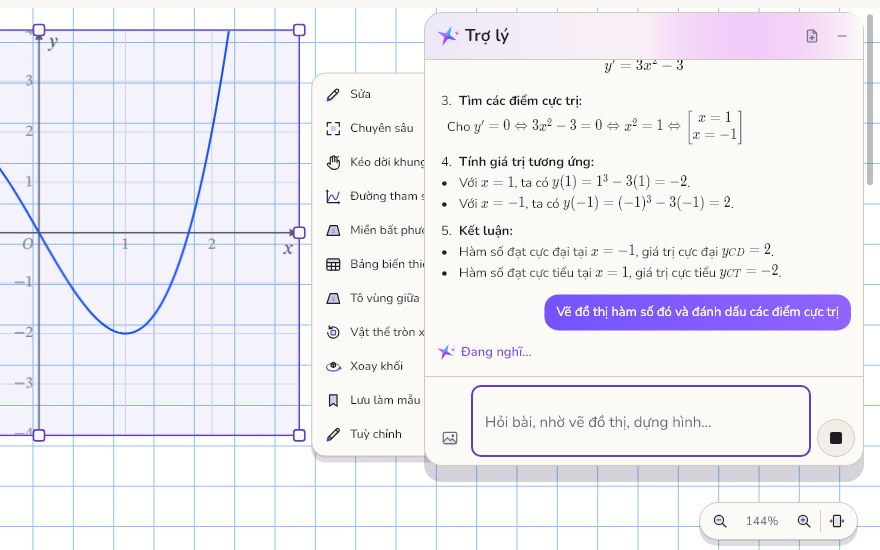 y
3
2
1
O
1
2
x
−1
−2
−3
−4
Sửa
Chuyên sâu
Kéo dời khung
Đường tham s
Miền bất phư
Bảng biến thiê
Tô vùng giữa
Vật thể tròn x
Xoay khối
Lưu làm mẫu
Tuỳ chỉnh
Trợ lý
y′ = 3x² − 3
3. Tìm các điểm cực trị:
Cho y′ = 0 ⇔ 3x² − 3 = 0 ⇔ x² = 1 ⇔ [x = 1
x = −1]
4. Tính giá trị tương ứng:
• Với x = 1, ta có y(1) = 1³ − 3(1) = −2.
• Với x = −1, ta có y(−1) = (−1)³ − 3(−1) = 2.
5. Kết luận:
• Hàm số đạt cực đại tại x = −1, giá trị cực đại yCD = 2.
• Hàm số đạt cực tiểu tại x = 1, giá trị cực tiểu yCT = −2.
Vẽ đồ thị hàm số đó và đánh dấu các điểm cực trị
Đang nghĩ...
Hỏi bài, nhờ vẽ đồ thị, dựng hình...
144%